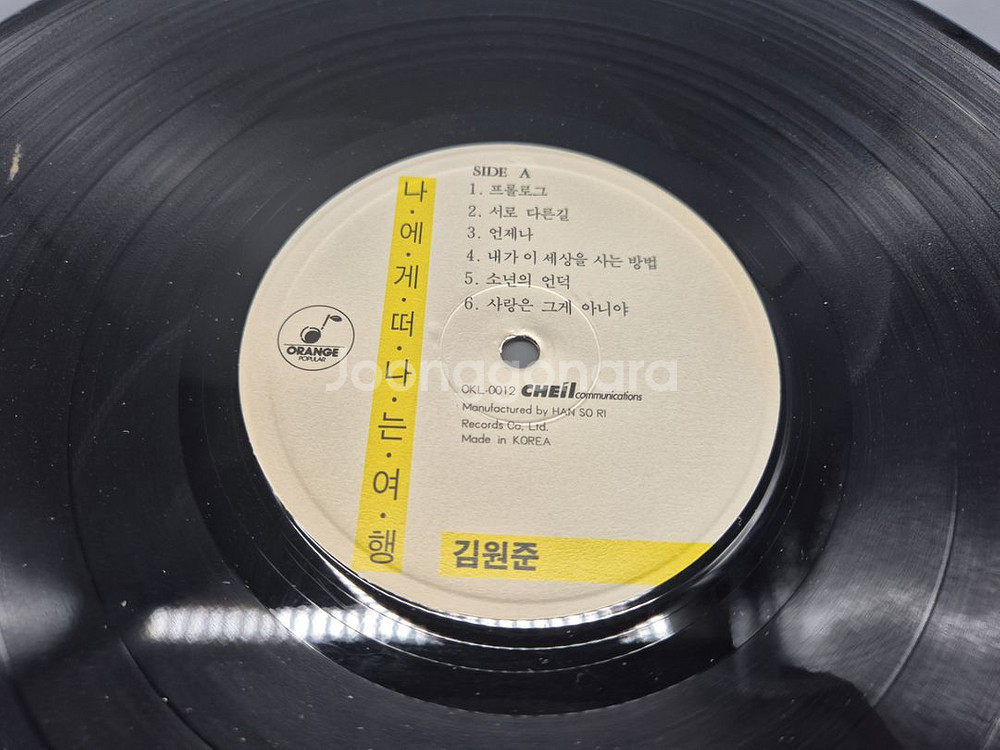 SIDE A
1. 프롤로그
2. 서로 다른길
3. 언제나
4. 내가 이 세상을 사는 방법
5. 소년의 언덕
6. 사랑은 그게 아니야
나·에·게·떠·나·는·여·행
ORANGE
POPULAR
Joonggonara
OKL-0012 CHEil communications
Manufactured by HAN SO RI
Records Co, Ltd.
Made in KOREA
김원준